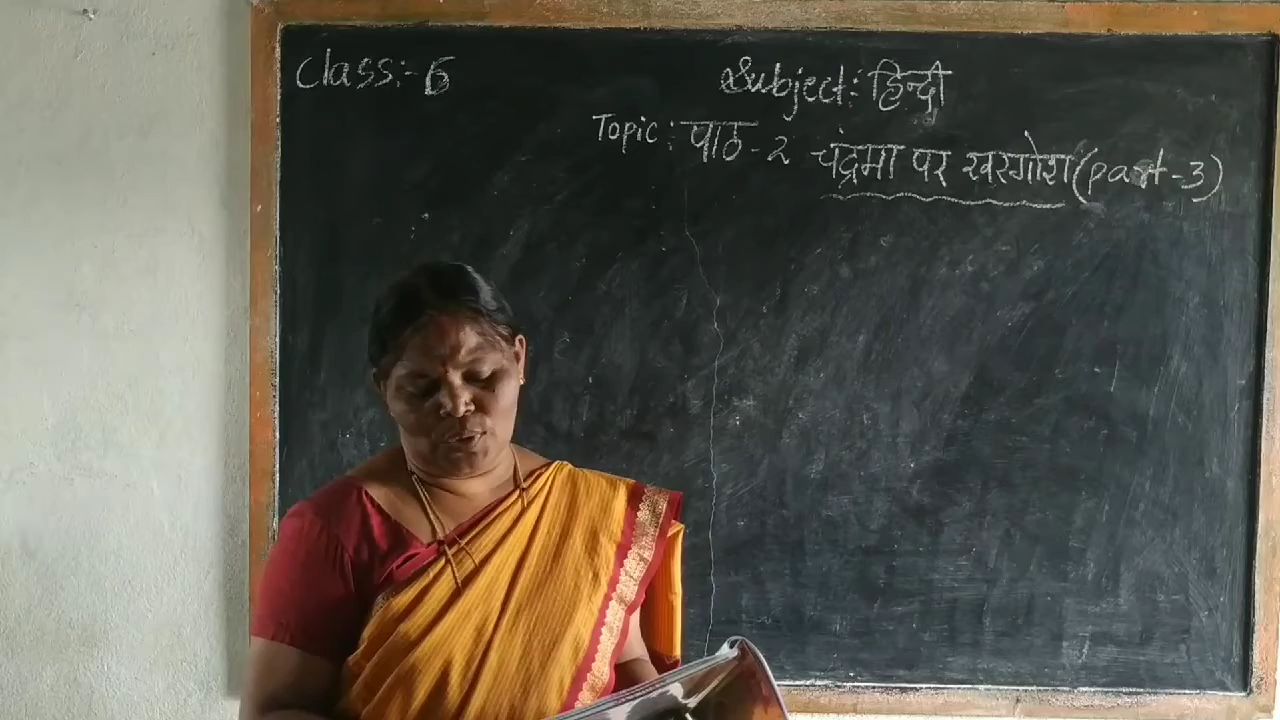 Class:- 6
Subject: हिन्दी
Topic: पाठ - 2 चंद्रमा पर खरगोश (part - 3)